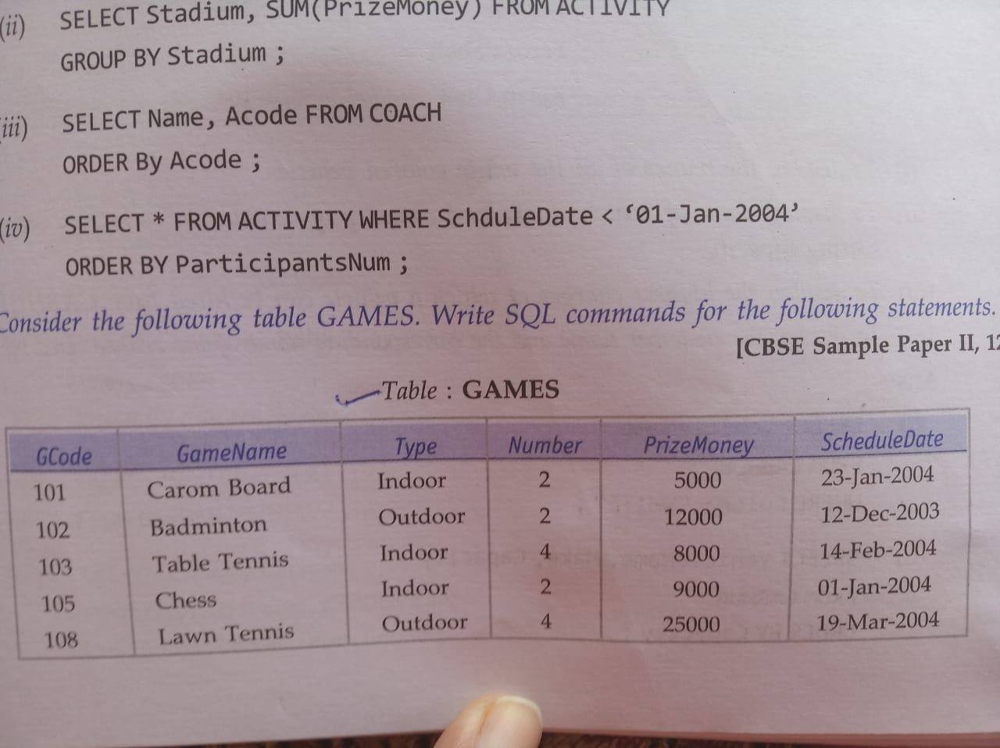 (ii) SELECT Stadium, SUM(PrizeMoney) FROM ACTIVITY
GROUP BY Stadium ;
(iii) SELECT Name, Acode FROM COACH
ORDER By Acode ;
(iv) SELECT * FROM ACTIVITY WHERE SchduleDate < ‘01-Jan-2004’
ORDER BY ParticipantsNum ;
Consider the following table GAMES. Write SQL commands for the following statements.
[CBSE Sample Paper II, 12
Table : GAMES
GCode GameName Type Number PrizeMoney ScheduleDate
101 Carom Board Indoor 2 5000 23-Jan-2004
102 Badminton Outdoor 2 12000 12-Dec-2003
103 Table Tennis Indoor 4 8000 14-Feb-2004
105 Chess Indoor 2 9000 01-Jan-2004
108 Lawn Tennis Outdoor 4 25000 19-Mar-2004